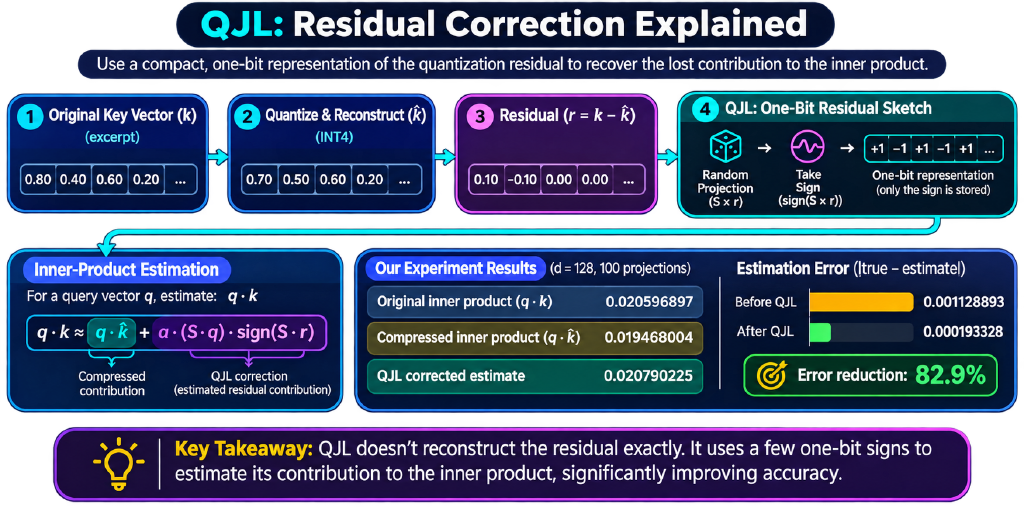 QJL: Residual Correction Explained
Use a compact, one-bit representation of the quantization residual to recover the lost contribution to the inner product.
1 Original Key Vector (k)
(excerpt)
0.80 0.40 0.60 0.20 ...
2 Quantize & Reconstruct (k̂)
(INT4)
0.70 0.50 0.60 0.20 ...
3 Residual (r = k – k̂)
0.10 -0.10 0.00 0.00 ...
4 QJL: One-Bit Residual Sketch
Random
Projection
(S × r)
Take
Sign
(sign(S × r))
+1 −1 +1 −1 +1 ...
One-bit representation
(only the sign is stored)
Inner-Product Estimation
For a query vector q, estimate: q · k
q · k ≈ q · k̂ + α · (S · q) · sign(S · r)
Compressed
contribution
QJL correction
(estimated residual contribution)
Our Experiment Results (d = 128, 100 projections)
Original inner product (q · k) 0.020596897
Compressed inner product (q · k̂) 0.019468004
QJL corrected estimate 0.020790225
Estimation Error (|true – estimate|)
Before QJL 0.001128893
After QJL 0.000193328
Error reduction: 82.9%
Key Takeaway: QJL doesn't reconstruct the residual exactly. It uses a few one-bit signs to
estimate its contribution to the inner product, significantly improving accuracy.